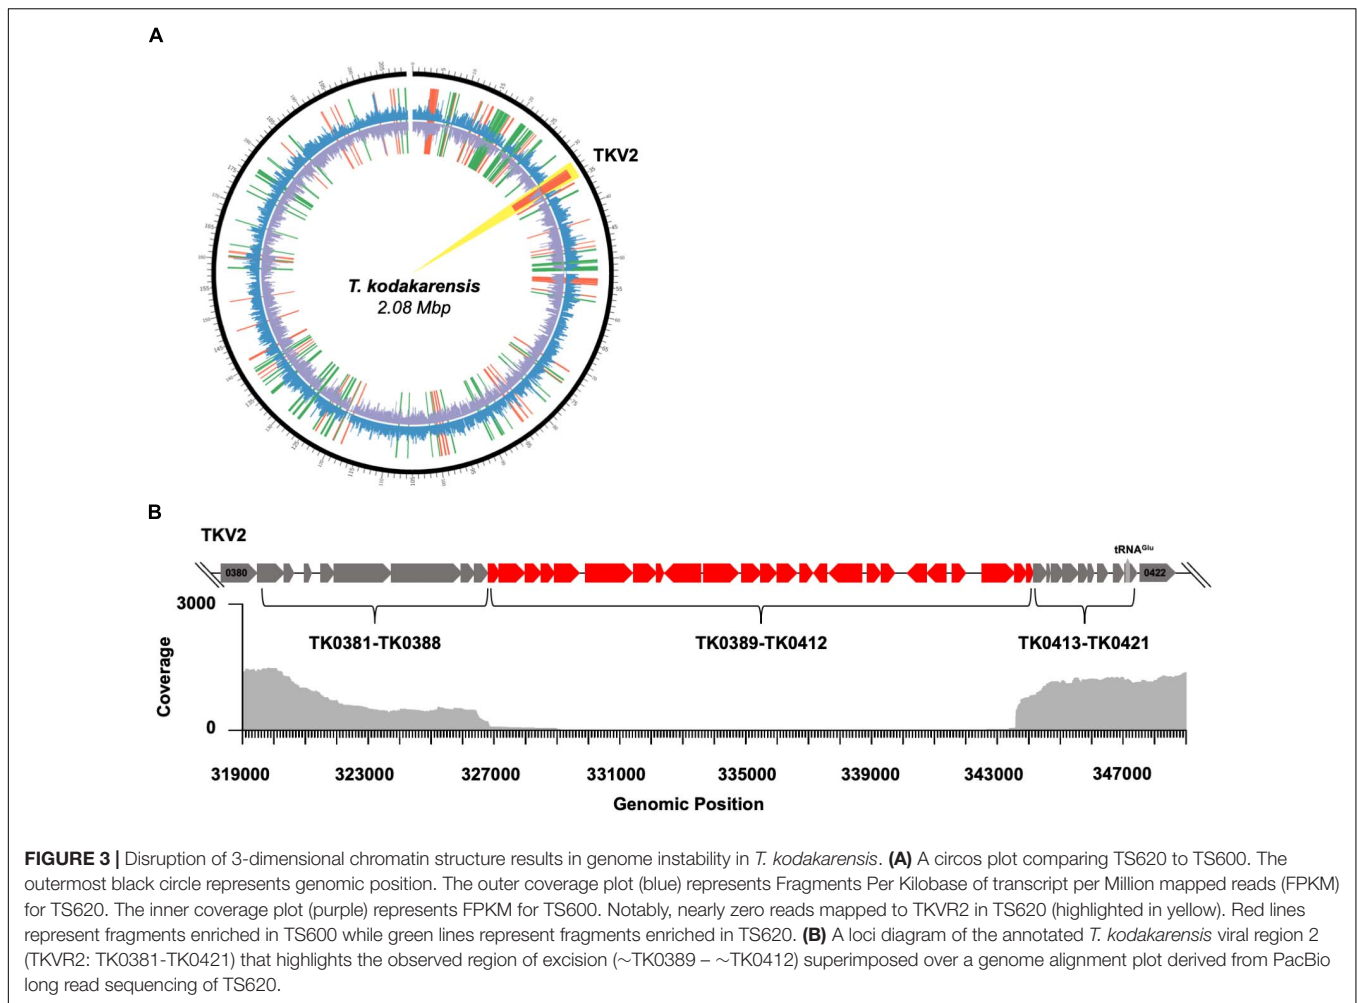 A
TKV2
T. kodakarensis
2.08 Mbp
B
TKV2
tRNAGlu
0380
0422
3000
TK0381-TK0388
TK0389-TK0412
TK0413-TK0421
Coverage
0
319000 323000 327000 331000 335000 339000 343000 347000
Genomic Position
FIGURE 3 | Disruption of 3-dimensional chromatin structure results in genome instability in T. kodakarensis. (A) A circos plot comparing TS620 to TS600. The
outermost black circle represents genomic position. The outer coverage plot (blue) represents Fragments Per Kilobase of transcript per Million mapped reads (FPKM)
for TS620. The inner coverage plot (purple) represents FPKM for TS600. Notably, nearly zero reads mapped to TKVR2 in TS620 (highlighted in yellow). Red lines
represent fragments enriched in TS600 while green lines represent fragments enriched in TS620. (B) A loci diagram of the annotated T. kodakarensis viral region 2
(TKVR2: TK0381-TK0421) that highlights the observed region of excision (∼TK0389 – ∼TK0412) superimposed over a genome alignment plot derived from PacBio
long read sequencing of TS620.